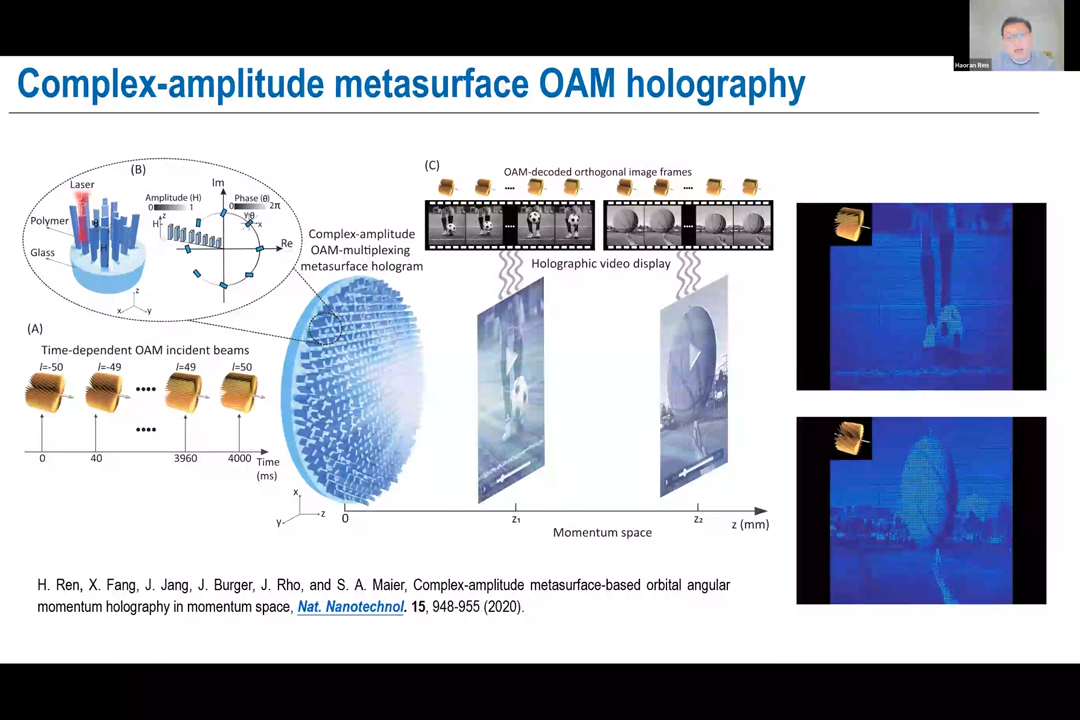 Haoran Ren
Complex-amplitude metasurface OAM holography
(B)
Laser
Polymer
Glass
H
x
y
z
Amplitude (H)
0
1
Im
Phase (θ)
0
2π
z
H
y
θ
x
Re
Complex-amplitude
OAM-multiplexing
metasurface hologram
(C)
OAM-decoded orthogonal image frames
Holographic video display
(A)
Time-dependent OAM incident beams
l=-50
l=-49
l=49
l=50
0
40
3960
4000
Time
(ms)
x
y
z
0
z₁
z₂
z (mm)
Momentum space
H. Ren, X. Fang, J. Jang, J. Burger, J. Rho, and S. A. Maier, Complex-amplitude metasurface-based orbital angular
momentum holography in momentum space, Nat. Nanotechnol. 15, 948-955 (2020).